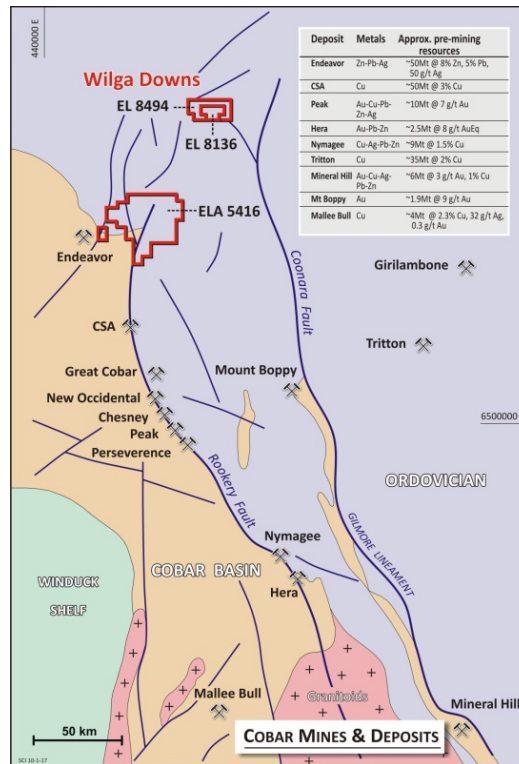 440000 E
Deposit Metals Approx. pre-mining
resources
Endeavor Zn-Pb-Ag ~50Mt @ 8% Zn, 5% Pb,
50 g/t Ag
CSA Cu ~50Mt @ 3% Cu
Peak Au-Cu-Pb- ~10Mt @ 7 g/t Au
Zn-Ag
Hera Au-Pb-Zn ~2.5Mt @ 8 g/t AuEq
Nymagee Cu-Ag-Pb-Zn ~9Mt @ 1.5% Cu
Tritton Cu ~35Mt @ 2% Cu
Mineral Hill Au-Cu-Ag- ~6Mt @ 3 g/t Au, 1% Cu
Pb-Zn
Mt Boppy Au ~1.9Mt @ 9 g/t Au
Mallee Bull Cu ~4Mt @ 2.3% Cu, 32 g/t Ag,
0.3 g/t Au
Wilga Downs
EL 8494
EL 8136
ELA 5416
Endeavor
Coonara Fault
Girilambone
CSA
Tritton
Great Cobar
Mount Boppy
New Occidental
Chesney
6500000
Peak
Perseverence
Rookery Fault
ORDOVICIAN
GILMORE LINEAMENT
Nymagee
COBAR BASIN
WINDUCK
SHELF
Hera
Mallee Bull
Granitoids
Mineral Hill
50 km
COBAR MINES & DEPOSITS
SCI 10-1-17